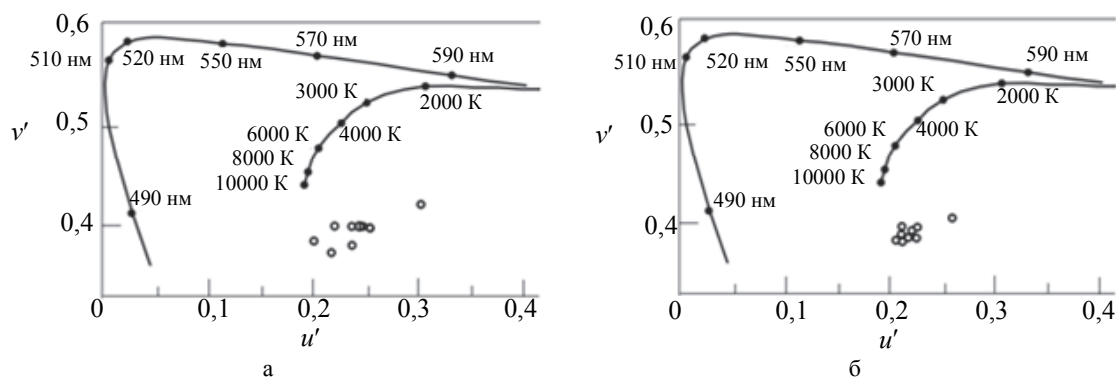 0,6
510 нм
520 нм
550 нм
570 нм
590 нм
3000 К
2000 К
v'
0,5
6000 К
4000 К
8000 К
10000 К
490 нм
0,4
0
0,1
0,2
0,3
0,4
u'
а
0,6
510 нм
520 нм
550 нм
570 нм
590 нм
3000 К
2000 К
v'
0,5
6000 К
4000 К
8000 К
10000 К
490 нм
0,4
0
0,1
0,2
0,3
0,4
u'
б